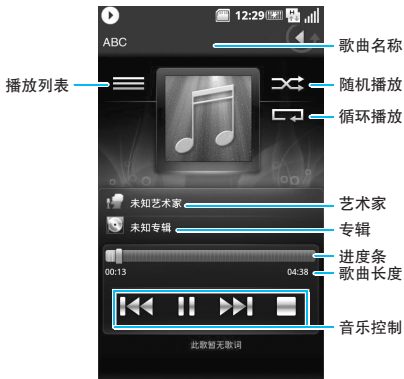 12:29
ABC
歌曲名称
播放列表
随机播放
循环播放
未知艺术家
艺术家
未知专辑
专辑
进度条
00:13
04:38
歌曲长度
音乐控制
此歌暂无歌词